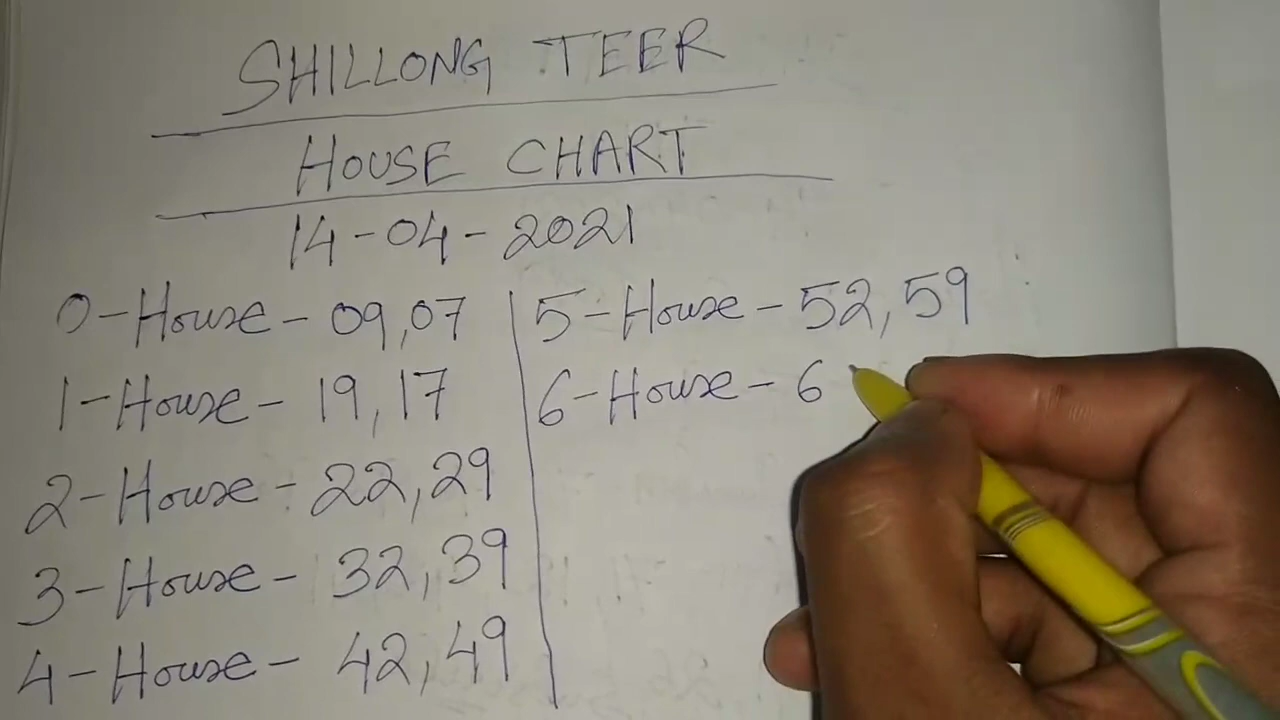 SHILLONG TEER
HOUSE CHART
14-04-2021
0-House-09,07
1-House-19,17
2-House-22,29
3-House-32,39
4-House-42,49
5-House-52,59
6-House-6